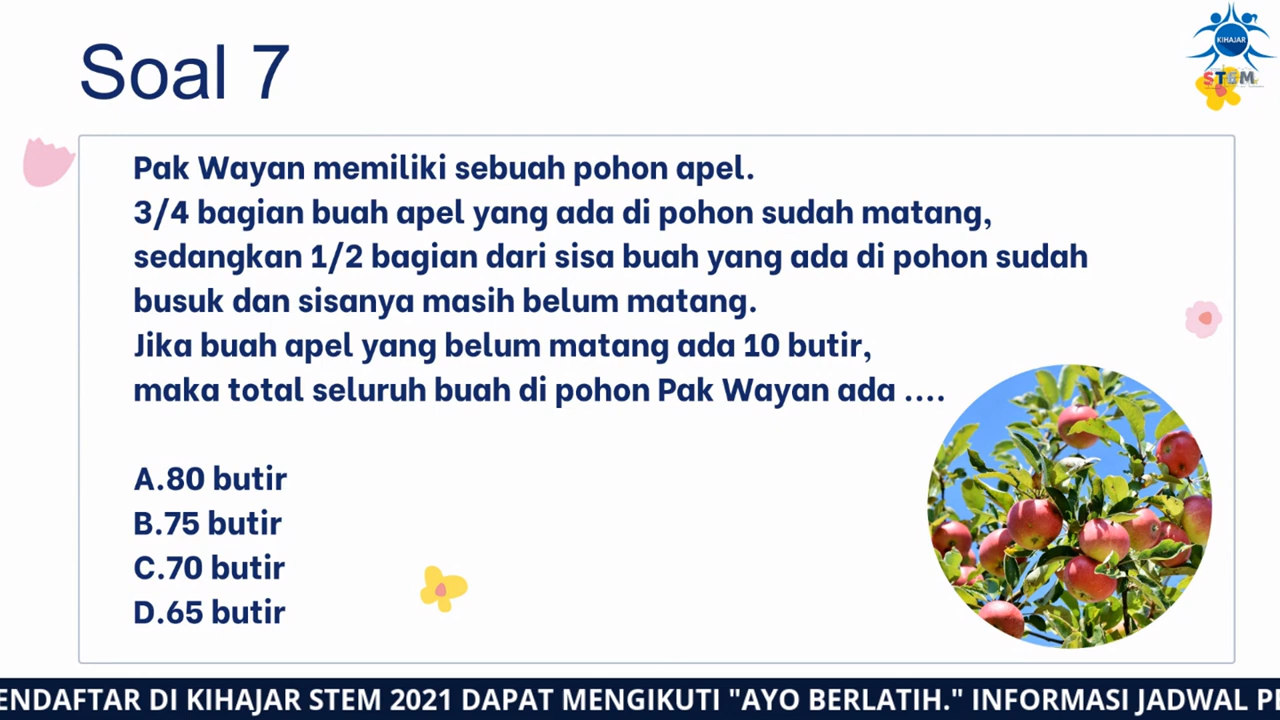 Soal 7
KIHAJAR
STEM
Pak Wayan memiliki sebuah pohon apel.
3/4 bagian buah apel yang ada di pohon sudah matang,
sedangkan 1/2 bagian dari sisa buah yang ada di pohon sudah
busuk dan sisanya masih belum matang.
Jika buah apel yang belum matang ada 10 butir,
maka total seluruh buah di pohon Pak Wayan ada ....
A.80 butir
B.75 butir
C.70 butir
D.65 butir
ENDAFTAR DI KIHAJAR STEM 2021 DAPAT MENGIKUTI "AYO BERLATIH." INFORMASI JADWAL